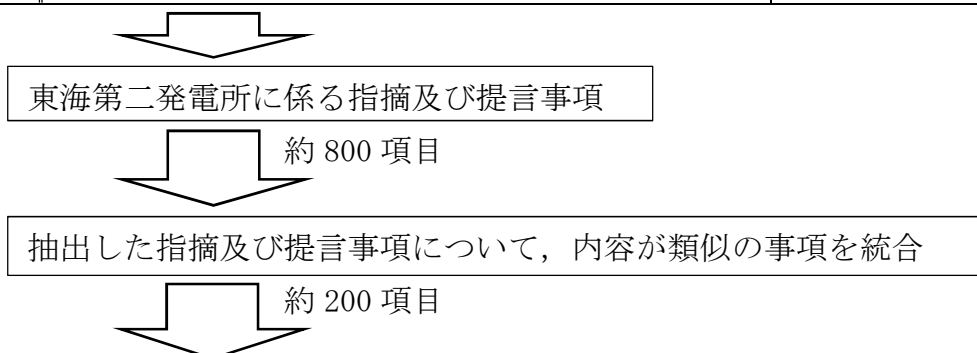 東海第二発電所に係る指摘及び提言事項
約 800 項目
抽出した指摘及び提言事項について，内容が類似の事項を統合
約 200 項目